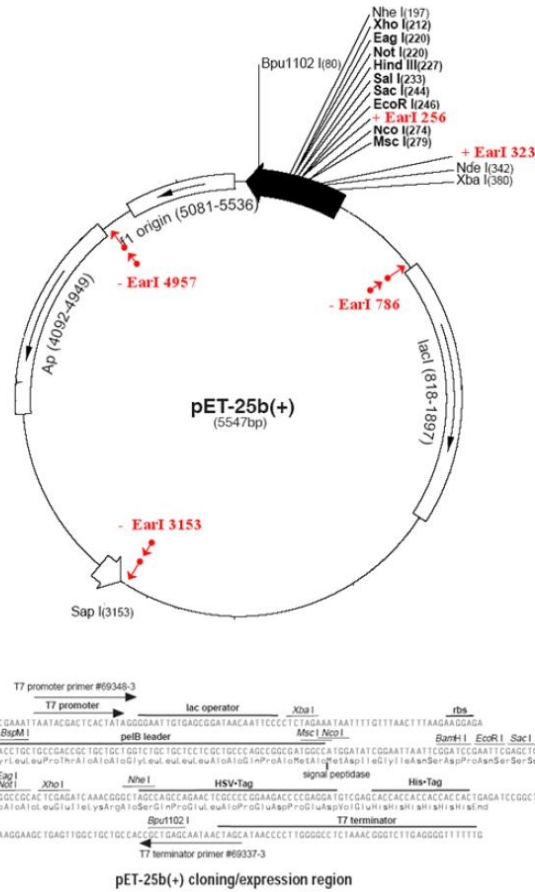 Nhe I(197)
Xho I(212)
Eag I(220)
Not I(220)
Hind III(227)
Sal I(233)
Sac I(244)
EcoR I(246)
+ EarI 256
Nco I(274)
Msc I(279)
Bpu1102 I(80)
+ EarI 323
Nde I(342)
Xba I(380)
f1 origin (5081-5536)
- EarI 4957
- EarI 786
Ap (4092-4949)
lacI (818-1897)
pET-25b(+)
(5547bp)
- EarI 3153
Sap I(3153)
T7 promoter primer #69348-3
T7 promoter lac operator Xba I rbs
CGAAATTAATACGACTCACTATAGGGGAATTGTGAGCGGATAACAATTCCCCTCTAGAAATAATTTTGTTTAACTTTAAGAAGGAGA
BspM I pelB leader Msc I Nco I BamH I EcoR I Sac I
ACCTGCTGCCGACCGCTGCTGCTGGTCTGCTGCTCCTCGCTGCCCAGCCGGCGATGGCCATGGATATCGGAATTAATTCGGATCCGAATTCGAGCTC
signal peptidase
Eag I
Not I Xho I Nhe I HSV•Tag His•Tag
Bpu1102 I T7 terminator
AAGGAAGCTGAGTTGGCTGCTGCCACCGCTGAGCAATAACTAGCATAACCCCTTGGGGCCTCTAAACGGGTCTTGAGGGGTTTTTTG
T7 terminator primer #69337-3
pET-25b(+) cloning/expression region